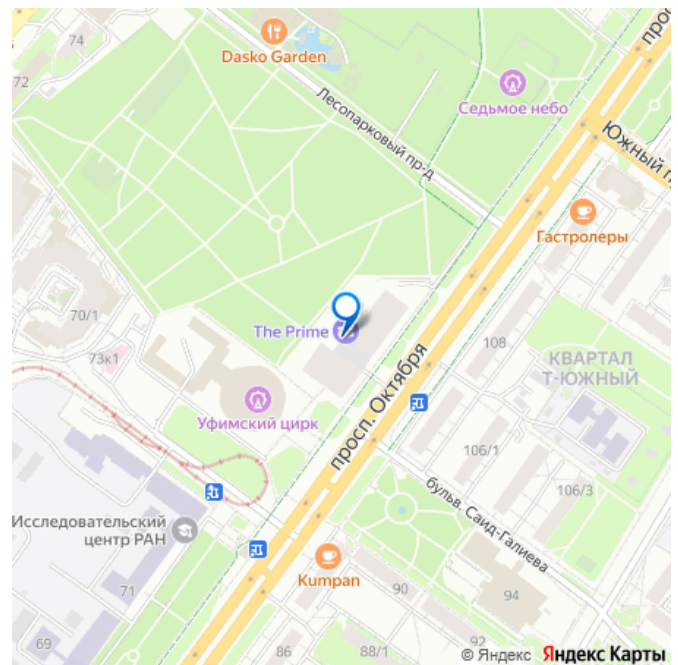 74
Dasko Garden
72
Седьмое небо
Лесопарковый пр-д
Гастролеры
70/1
The Prime
108
73к1
КВАРТАЛ
Т-ЮЖНЫЙ
просп. Октября
Уфимский цирк
106/1
106/3
бульв. Саид-Галиева
Исследовательский
центр РАН
Kumpan
71
90
94
69
86
88/1
92
© Яндекс Яндекс Карты